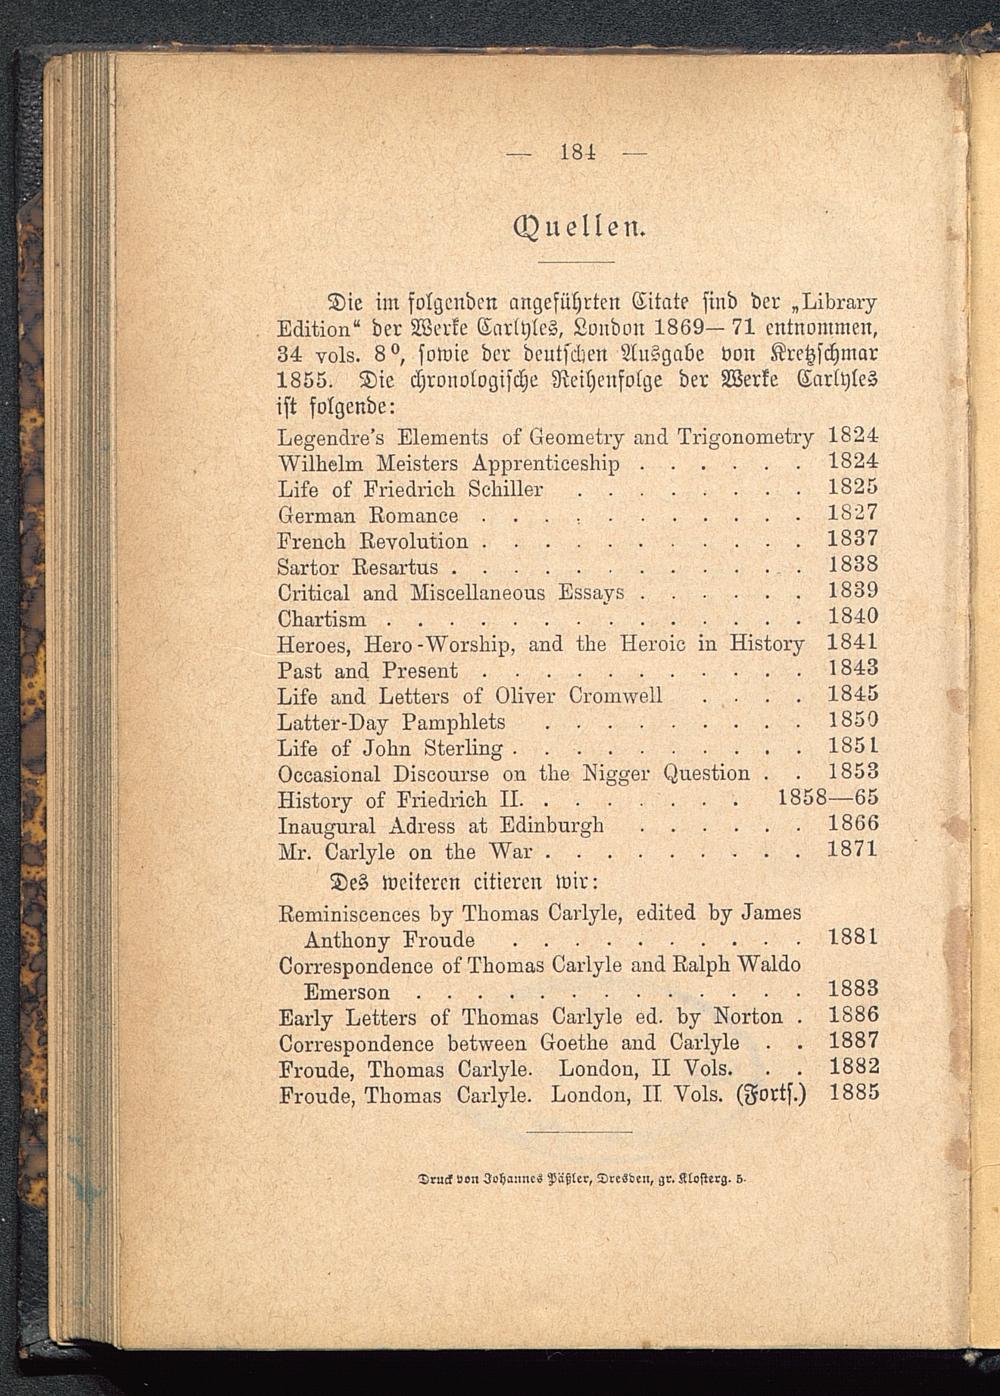 — 184 —
Quellen.
Die im folgenden angeführten Citate sind der „Library
Edition“ der Werke Carlyles, London 1869— 71 entnommen,
34 vols. 8⁰, sowie der deutschen Ausgabe von Kretzschmar
1855. Die chronologische Reihenfolge der Werke Carlyles
ist folgende:
Legendre's Elements of Geometry and Trigonometry 1824
Wilhelm Meisters Apprenticeship . . . . . . 1824
Life of Friedrich Schiller . . . . . . . . 1825
German Romance . . . . . . . . . . . 1827
French Revolution . . . . . . . . . . . 1837
Sartor Resartus . . . . . . . . . . . . 1838
Critical and Miscellaneous Essays . . . . . . 1839
Chartism . . . . . . . . . . . . . . 1840
Heroes, Hero-Worship, and the Heroic in History 1841
Past and Present . . . . . . . . . . . 1843
Life and Letters of Oliver Cromwell . . . . 1845
Latter-Day Pamphlets . . . . . . . . . 1850
Life of John Sterling . . . . . . . . . . 1851
Occasional Discourse on the Nigger Question . . 1853
History of Friedrich II. . . . . . . . 1858—65
Inaugural Adress at Edinburgh . . . . . . 1866
Mr. Carlyle on the War . . . . . . . . . 1871
Des weiteren citieren wir:
Reminiscences by Thomas Carlyle, edited by James
Anthony Froude . . . . . . . . . . 1881
Correspondence of Thomas Carlyle and Ralph Waldo
Emerson . . . . . . . . . . . . . 1883
Early Letters of Thomas Carlyle ed. by Norton . 1886
Correspondence between Goethe and Carlyle . . 1887
Froude, Thomas Carlyle. London, II Vols. . . 1882
Froude, Thomas Carlyle. London, II Vols. (Forts.) 1885
Druck von Johannes Päßler, Dresden, gr. Klosterg. 5.